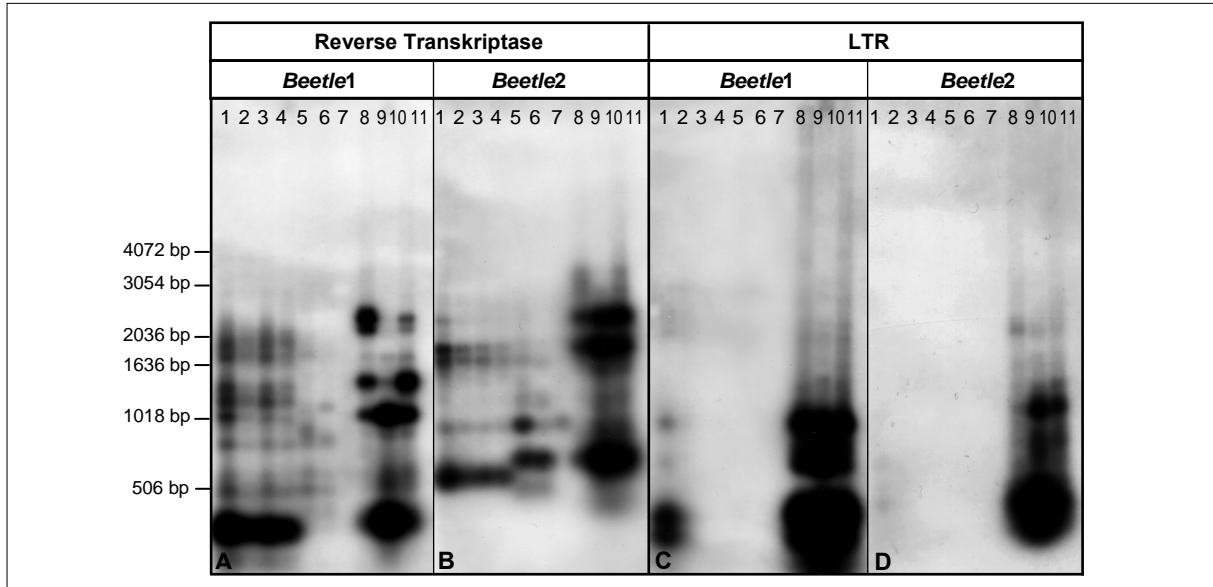 Reverse Transkriptase LTR
Beetle1 Beetle2 Beetle1 Beetle2
1 2 3 4 5 6 7 8 9 10 11 1 2 3 4 5 6 7 8 9 10 11 1 2 3 4 5 6 7 8 9 10 11 1 2 3 4 5 6 7 8 9 10 11
4072 bp
3054 bp
2036 bp
1636 bp
1018 bp
506 bp
A B C D